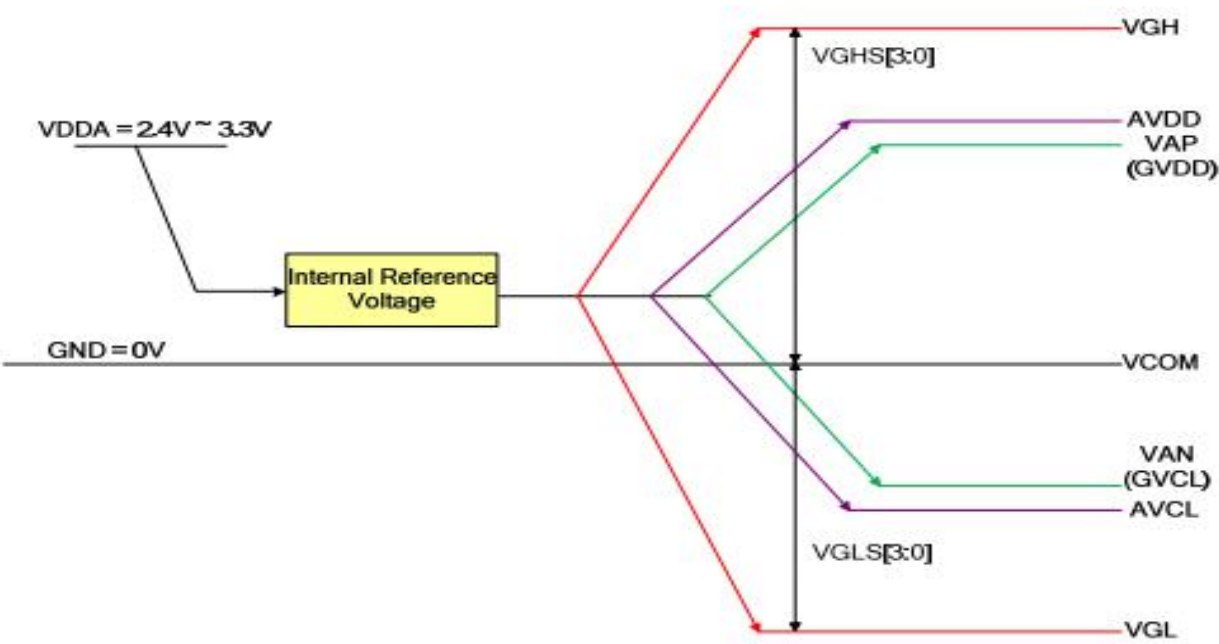 VGH
VGHS[3:0]
AVDD
VDDA = 2.4V ~ 3.3V
VAP
(GVDD)
Internal Reference
Voltage
GND = 0V
VCOM
VAN
(GVCL)
AVCL
VGLS[3:0]
VGL